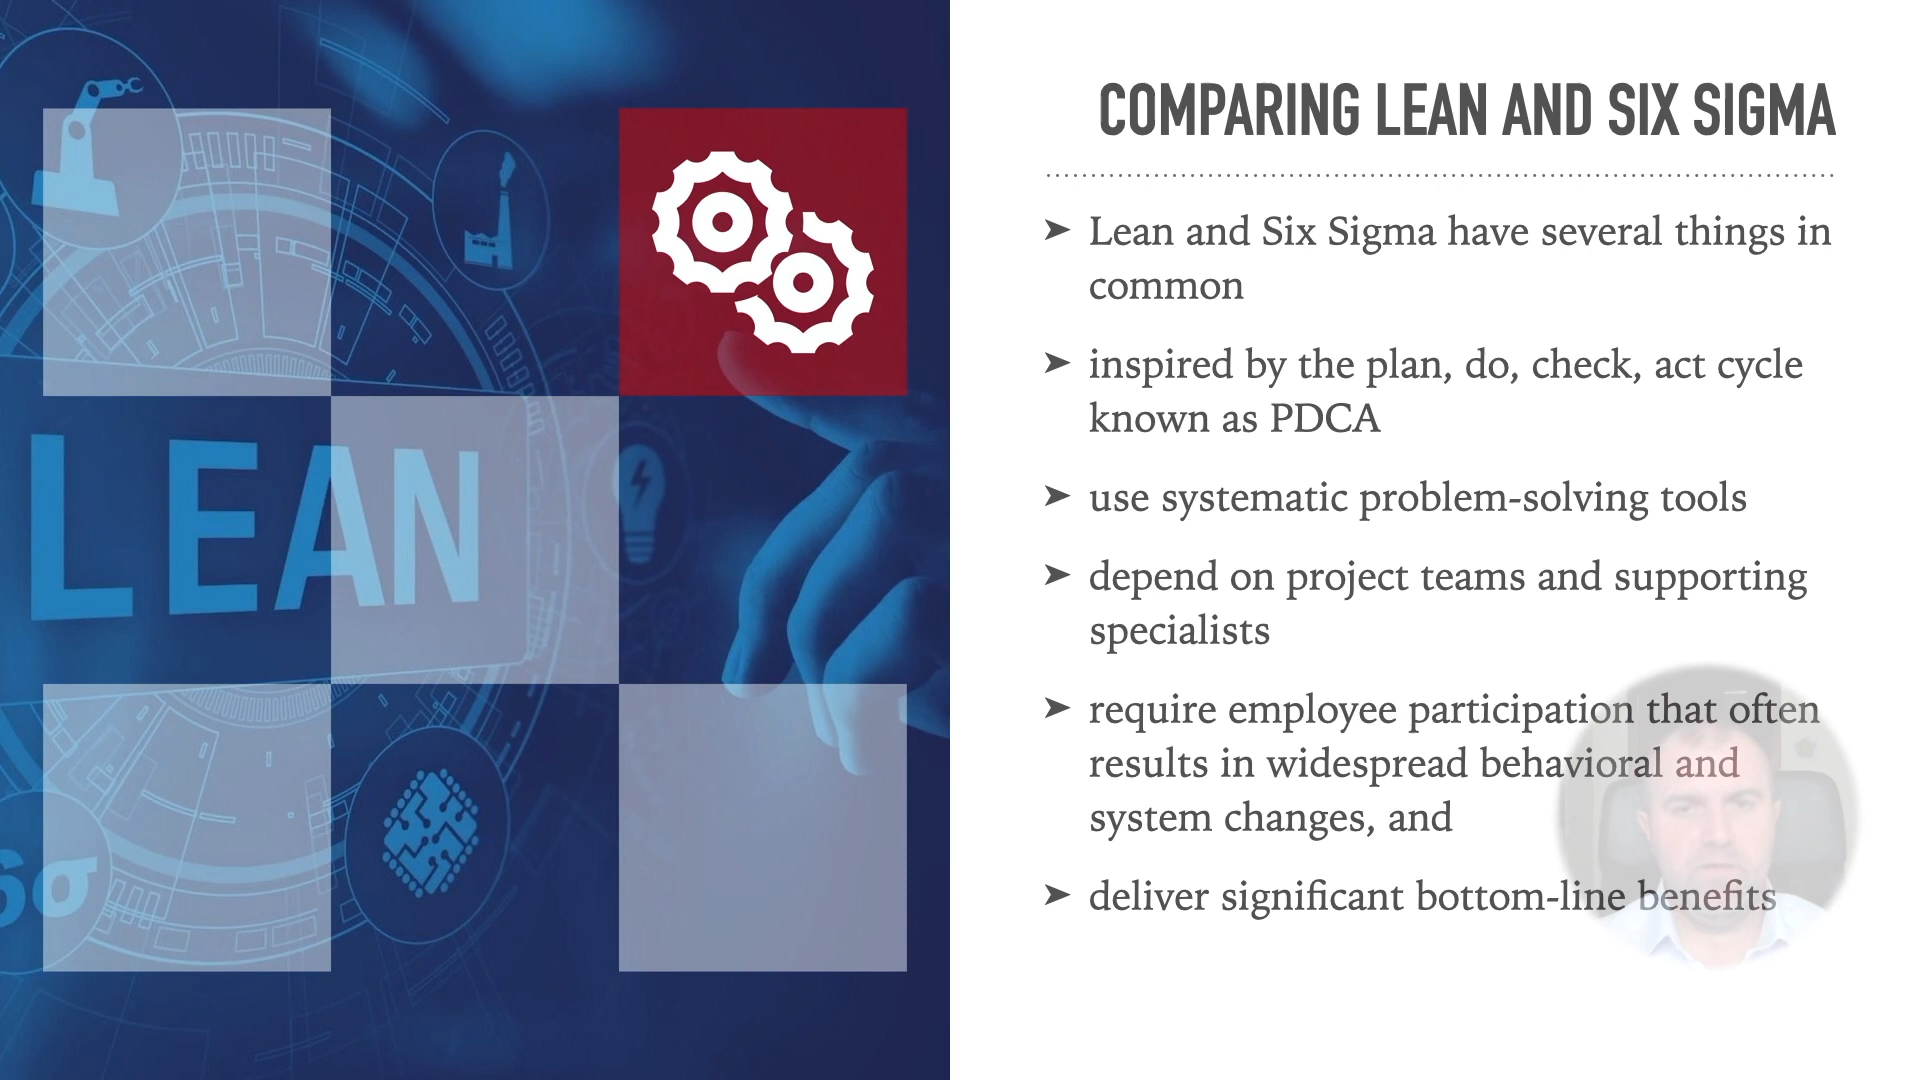 COMPARING LEAN AND SIX SIGMA
➤ Lean and Six Sigma have several things in
common
➤ inspired by the plan, do, check, act cycle
known as PDCA
➤ use systematic problem-solving tools
➤ depend on project teams and supporting
specialists
➤ require employee participation that often
results in widespread behavioral and
system changes, and
➤ deliver significant bottom-line benefits
LEAN
6σ